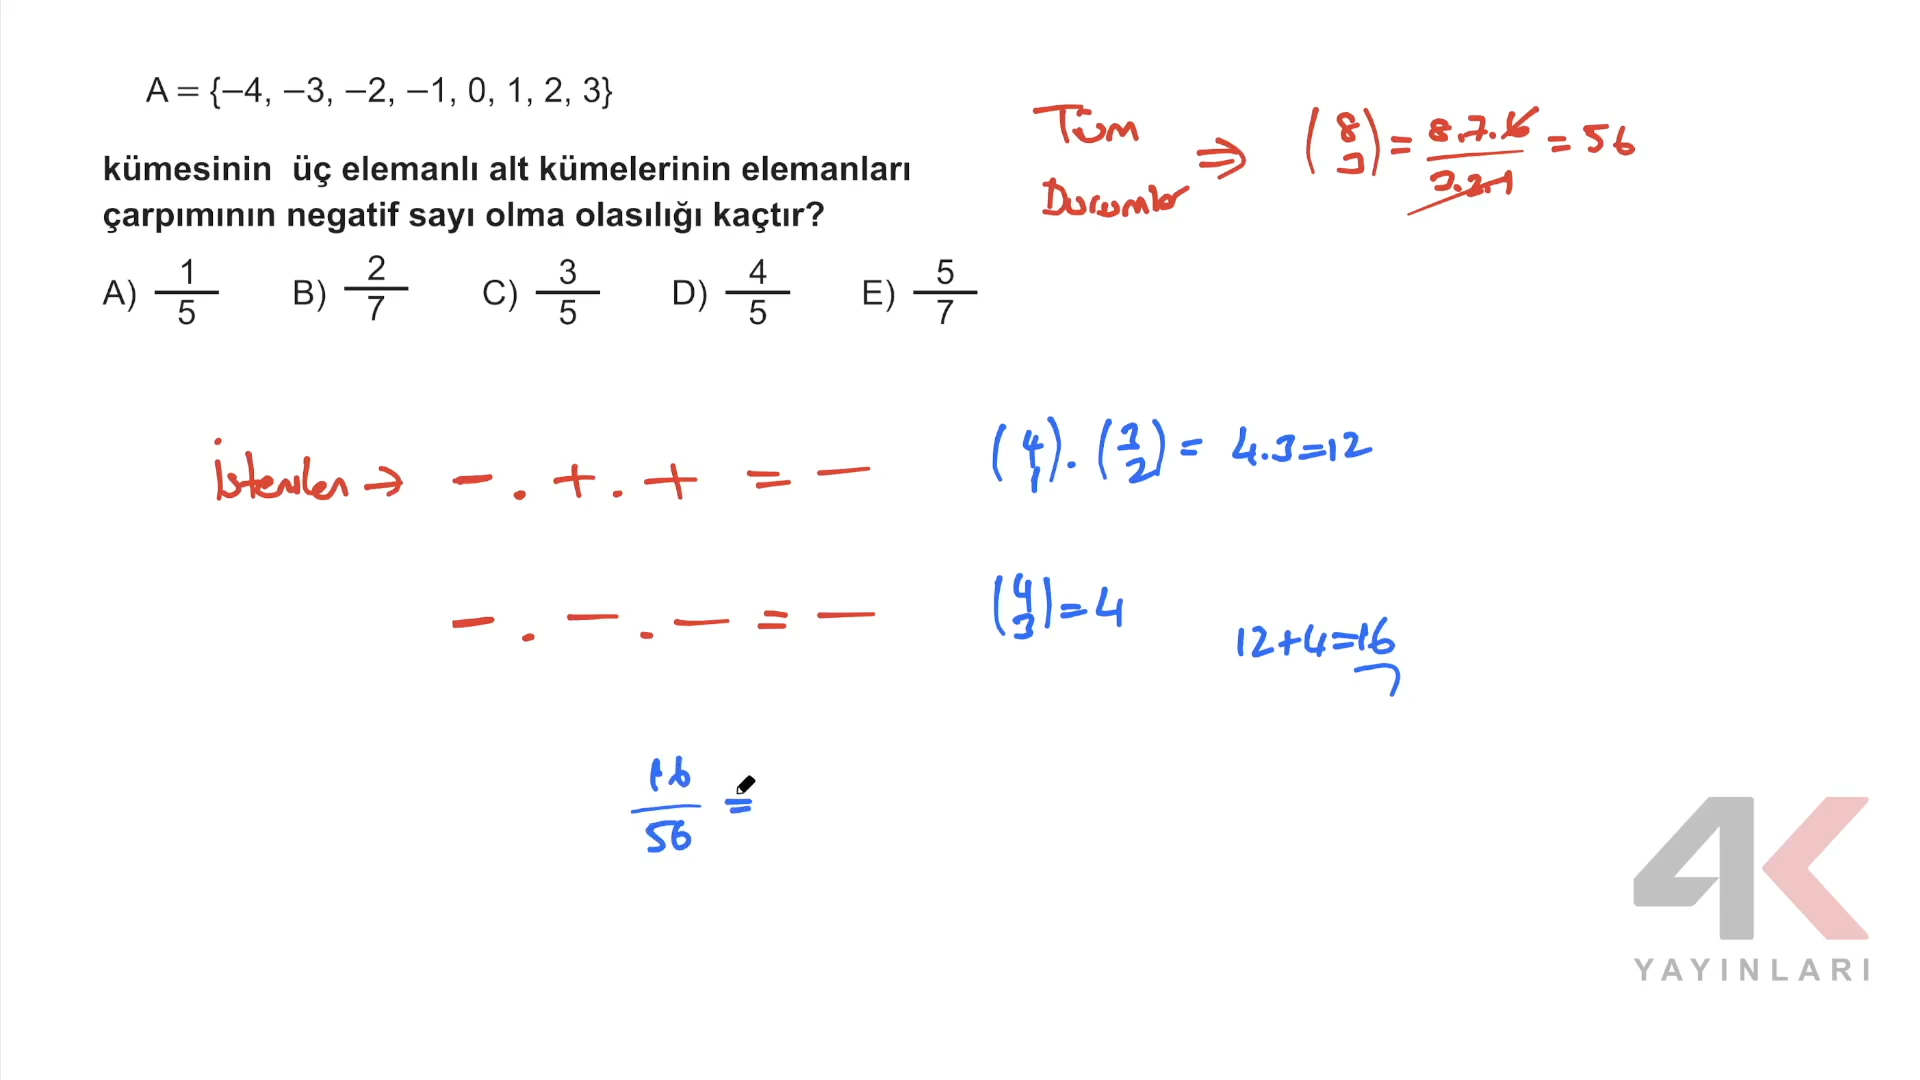 A = {−4, −3, −2, −1, 0, 1, 2, 3}
kümesinin üç elemanlı alt kümelerinin elemanları
çarpımının negatif sayı olma olasılığı kaçtır?
A) 1/5 B) 2/7 C) 3/5 D) 4/5 E) 5/7
Tüm
Durumlar ⇒ (8 3) = 8.7.6/3.2.1 = 56
İstenilen → − . + . + = −
(4 1) . (3 2) = 4.3=12
− . − . − = −
(4 3) = 4
12+4=16
16/56 =
4K
YAYINLARI